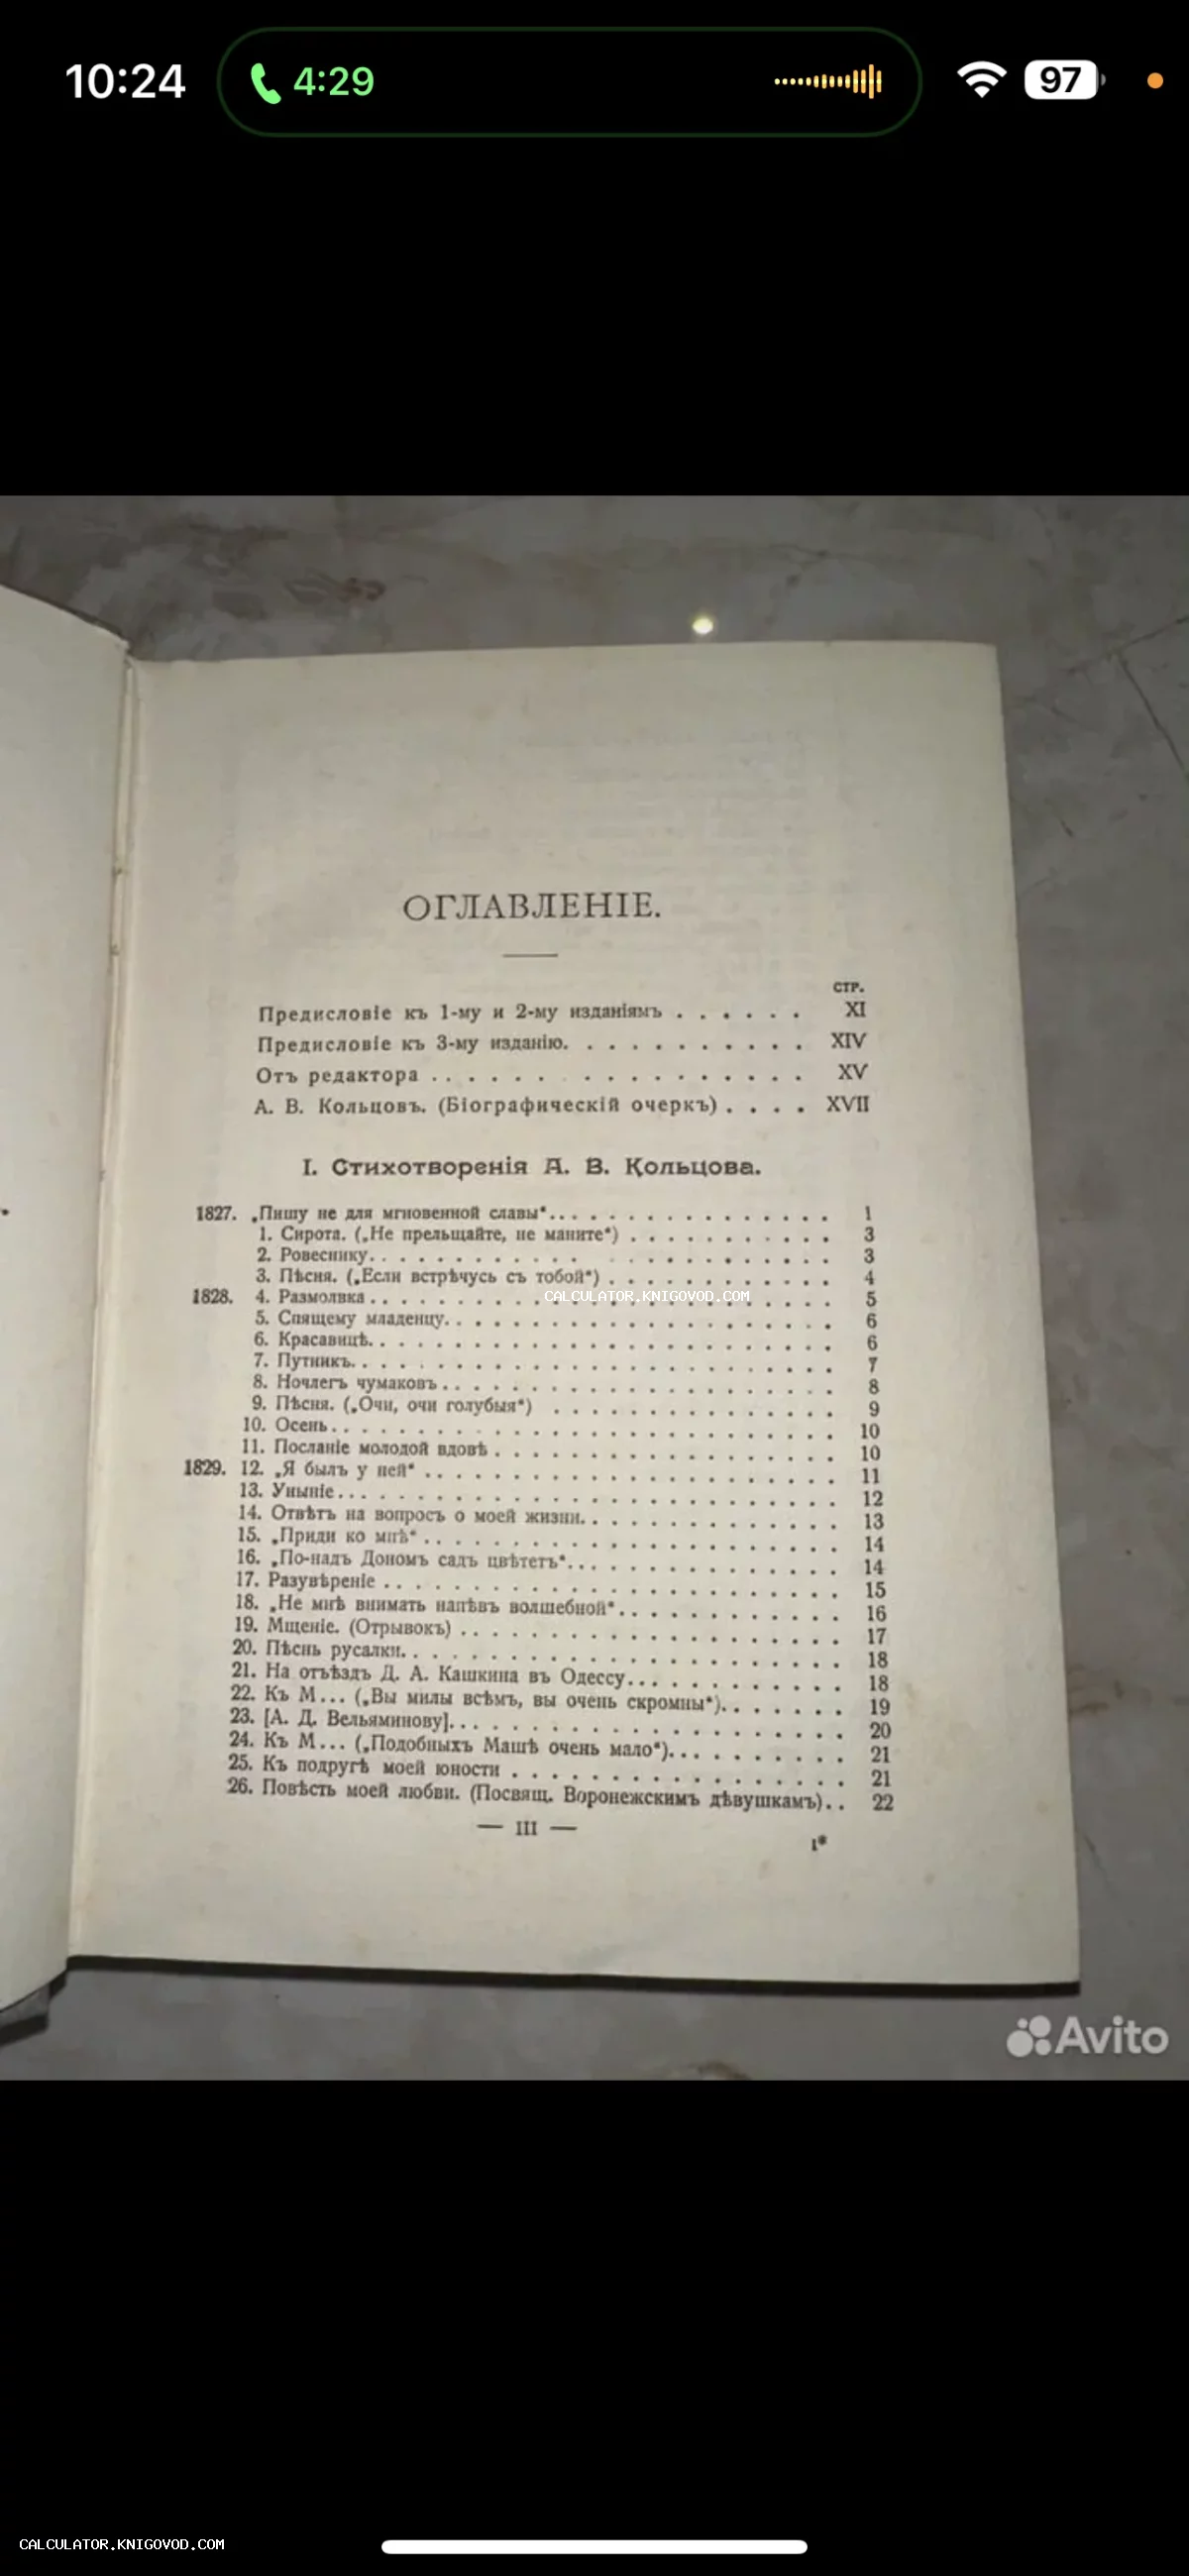 10:24 4:29 97
ОГЛАВЛЕНІЕ.
СТР.
Предисловіе къ 1-му и 2-му изданіямъ . . . . . . XI
Предисловіе къ 3-му изданію. . . . . . . . . . . XIV
Отъ редактора . . . . . . . . . . . . . . . . XV
А. В. Кольцовъ. (Біографическій очеркъ) . . . . XVII
I. Стихотворенія А. В. Кольцова.
1827. „Пишу не для мгновенной славы“. . . . . . . . . . . . . . . 1
1. Сирота. („Не прельщайте, не маните“) . . . . . . . . . . 3
2. Ровеснику. . . . . . . . . . . . . . . . . . . . 3
3. Пѣсня. („Если встрѣчусь съ тобой“) . . . . . . . . . . . 4
CALCULATOR.KNIGOVOD.COM
1828. 4. Размолвка . . . . . . . . . . . . . . . . . . . . . . 5
5. Спящему младенцу. . . . . . . . . . . . . . . . . . . 6
6. Красавицѣ. . . . . . . . . . . . . . . . . . . . . . . 6
7. Путникъ. . . . . . . . . . . . . . . . . . . . . . . . 7
8. Ночлегъ чумаковъ . . . . . . . . . . . . . . . . . . . 8
9. Пѣсня. („Очи, очи голубыя“) . . . . . . . . . . . . . . 9
10. Осень. . . . . . . . . . . . . . . . . . . . . . . . . 10
11. Посланіе молодой вдовѣ . . . . . . . . . . . . . . . . 10
1829. 12. „Я былъ у ней“ . . . . . . . . . . . . . . . . . . . . 11
13. Уныніе . . . . . . . . . . . . . . . . . . . . . . . . 12
14. Отвѣтъ на вопросъ о моей жизни. . . . . . . . . . . . . 13
15. „Приди ко мнѣ“ . . . . . . . . . . . . . . . . . . . . 14
16. „По-надъ Дономъ садъ цвѣтетъ“. . . . . . . . . . . . . 14
17. Разувѣреніе . . . . . . . . . . . . . . . . . . . . . . 15
18. „Не мнѣ внимать напѣвъ волшебной“. . . . . . . . . . . 16
19. Мщеніе. (Отрывокъ) . . . . . . . . . . . . . . . . . . 17
20. Пѣснь русалки. . . . . . . . . . . . . . . . . . . . . 18
21. На отъѣздъ Д. А. Кашкина въ Одессу. . . . . . . . . . . 18
22. Къ М... („Вы милы всѣмъ, вы очень скромны“). . . . . . . 19
23. [А. Д. Вельяминову]. . . . . . . . . . . . . . . . . . . 20
24. Къ М... („Подобныхъ Машѣ очень мало“). . . . . . . . . . 21
25. Къ подругѣ моей юности . . . . . . . . . . . . . . . . . 21
26. Повѣсть моей любви. (Посвящ. Воронежскимъ дѣвушкамъ). . 22
— III —
1*
Avito
CALCULATOR.KNIGOVOD.COM